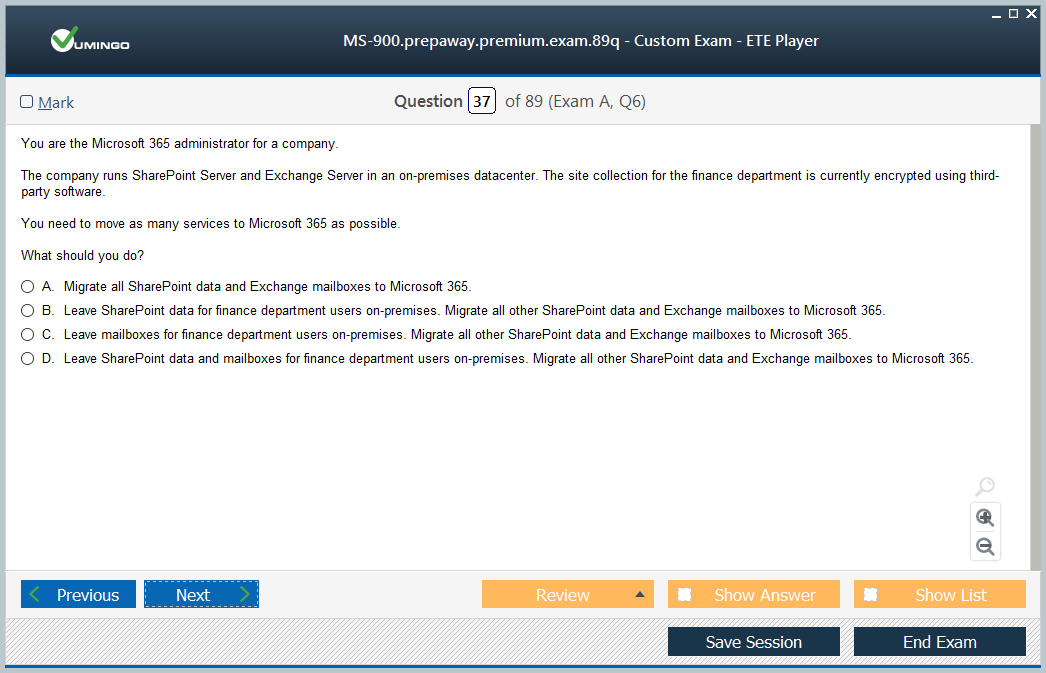 VUMINGO
MS-900.prepaway.premium.exam.89q - Custom Exam - ETE Player
Mark
Question 37 of 89 (Exam A, Q6)
You are the Microsoft 365 administrator for a company.
The company runs SharePoint Server and Exchange Server in an on-premises datacenter. The site collection for the finance department is currently encrypted using third-
party software.
You need to move as many services to Microsoft 365 as possible.
What should you do?
A. Migrate all SharePoint data and Exchange mailboxes to Microsoft 365.
B. Leave SharePoint data for finance department users on-premises. Migrate all other SharePoint data and Exchange mailboxes to Microsoft 365.
C. Leave mailboxes for finance department users on-premises. Migrate all other SharePoint data and Exchange mailboxes to Microsoft 365.
D. Leave SharePoint data and mailboxes for finance department users on-premises. Migrate all other SharePoint data and Exchange mailboxes to Microsoft 365.
Previous Next Review Show Answer Show List
Save Session End Exam